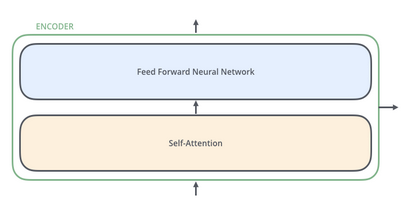 ENCODER
Feed Forward Neural Network
Self-Attention